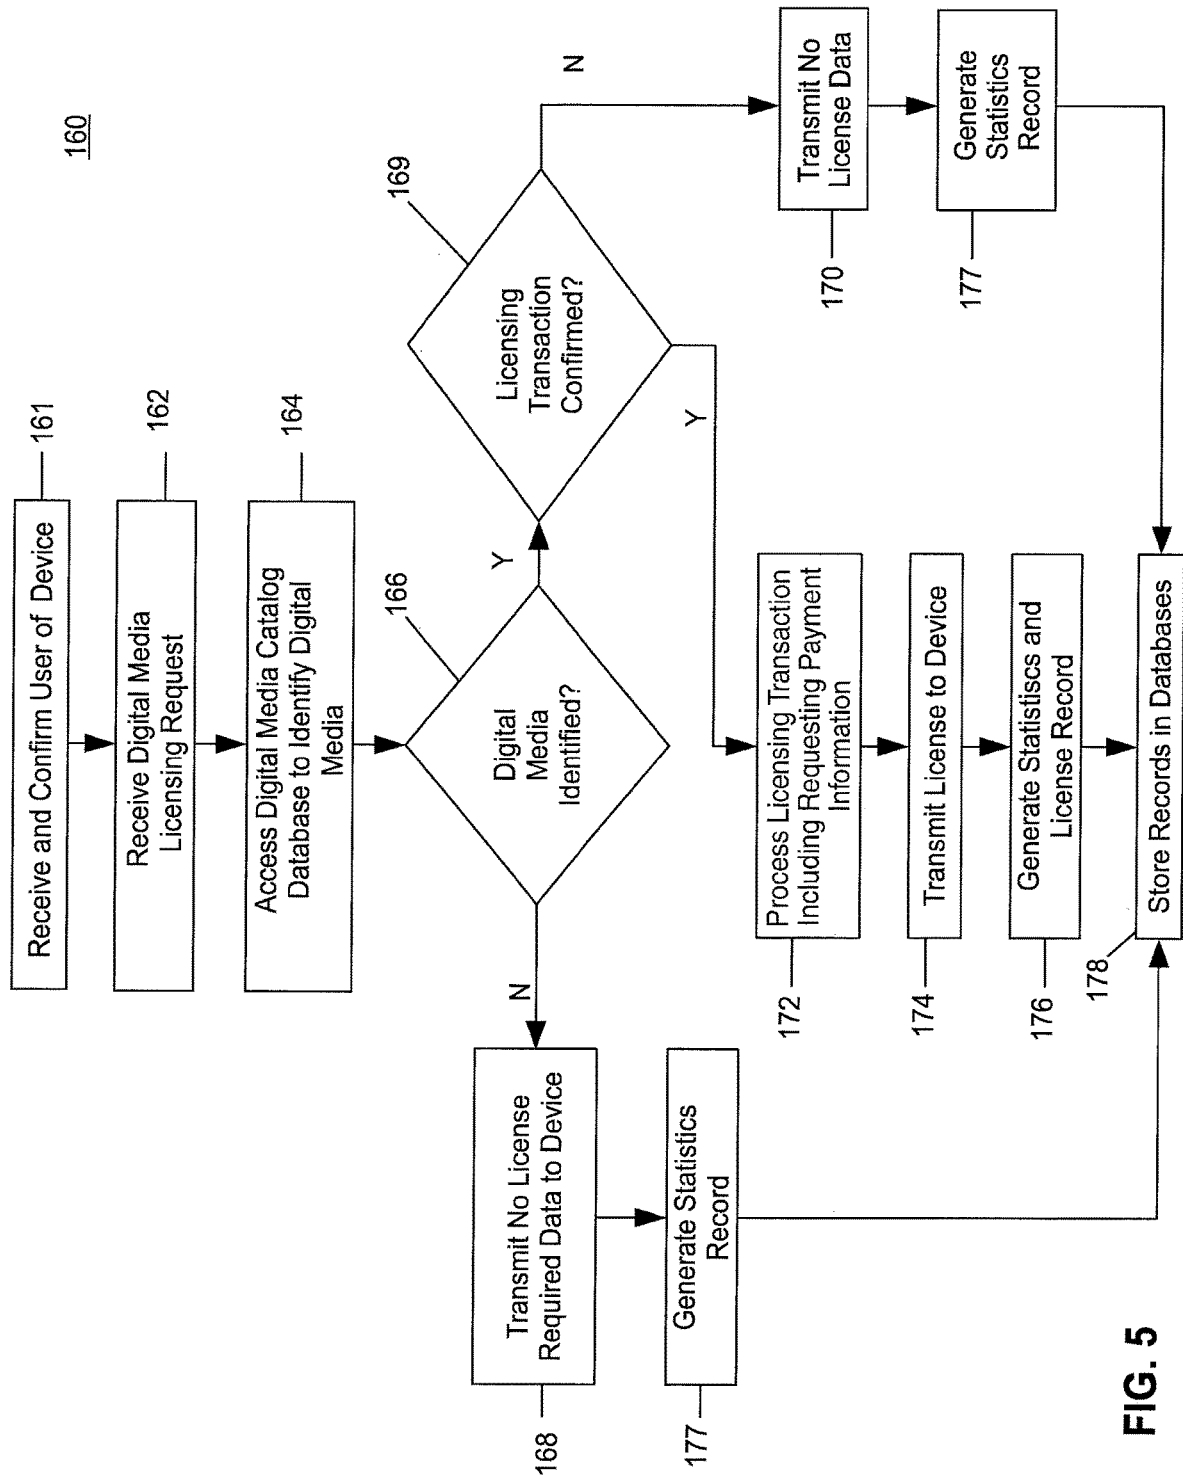 160
Receive and Confirm User of Device
161
Receive Digital Media
Licensing Request
162
Access Digital Media Catalog
Database to Identify Digital
Media
164
Digital
Media
Identified?
166
N
Y
Transmit No License
Required Data to Device
168
Generate Statistics
Record
177
Licensing
Transaction
Confirmed?
169
Y
N
Process Licensing Transaction
Including Requesting Payment
Information
172
Transmit License to Device
174
Generate Statisites and
License Record
176
Transmit No
License Data
170
Generate
Statistics
Record
177
Store Records in Databases
178
FIG. 5